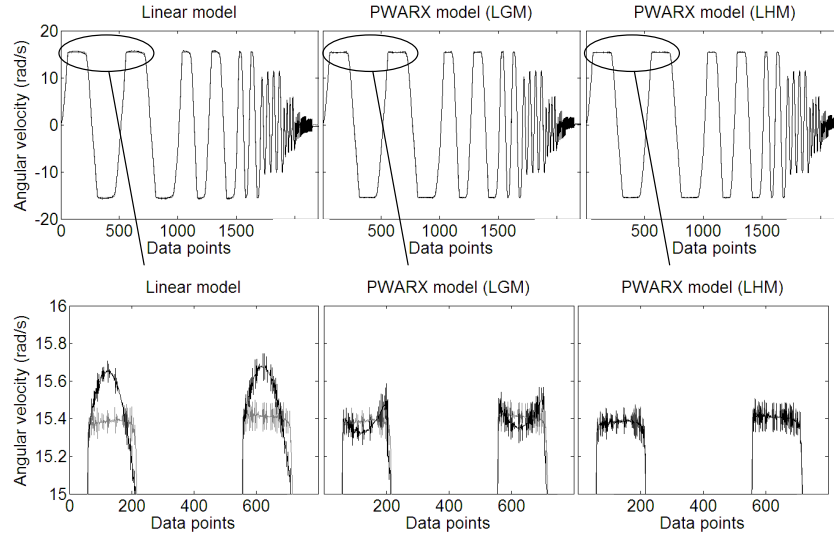 Linear model
PWARX model (LGM)
PWARX model (LHM)
Angular velocity (rad/s)
20
10
0
-10
-20
0
500
1000
1500
Data points
500
1000
1500
Data points
500
1000
1500
Data points
Linear model
PWARX model (LGM)
PWARX model (LHM)
Angular velocity (rad/s)
16
15.8
15.6
15.4
15.2
15
0
200
400
600
Data points
200
400
600
Data points
200
400
600
Data points